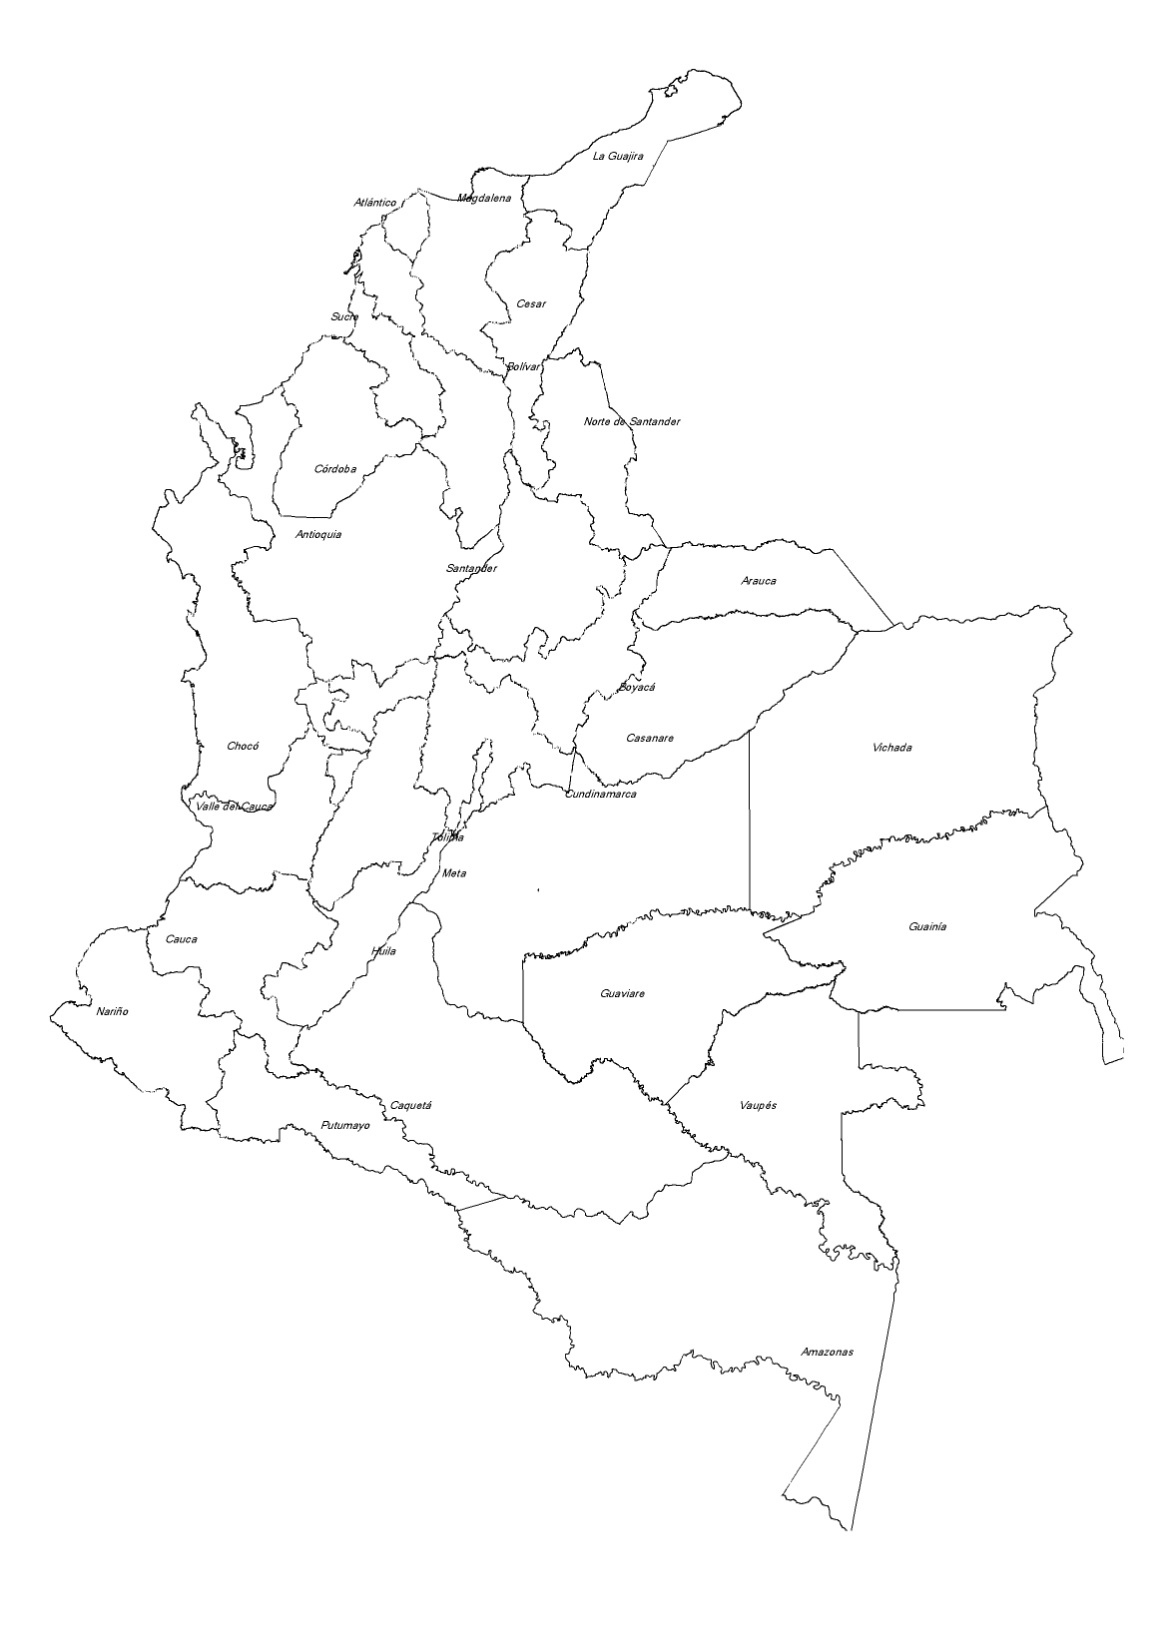 La Guajira
Magdalena
Atlántico
Cesar
Sucre
Bolívar
Norte de Santander
Córdoba
Antioquia
Santander
Arauca
Boyacá
Casanare
Chocó
Vichada
Cundinamarca
Valle del Cauca
Tolima
Meta
Guainía
Cauca
Huila
Guaviare
Nariño
Caquetá
Vaupés
Putumayo
Amazonas